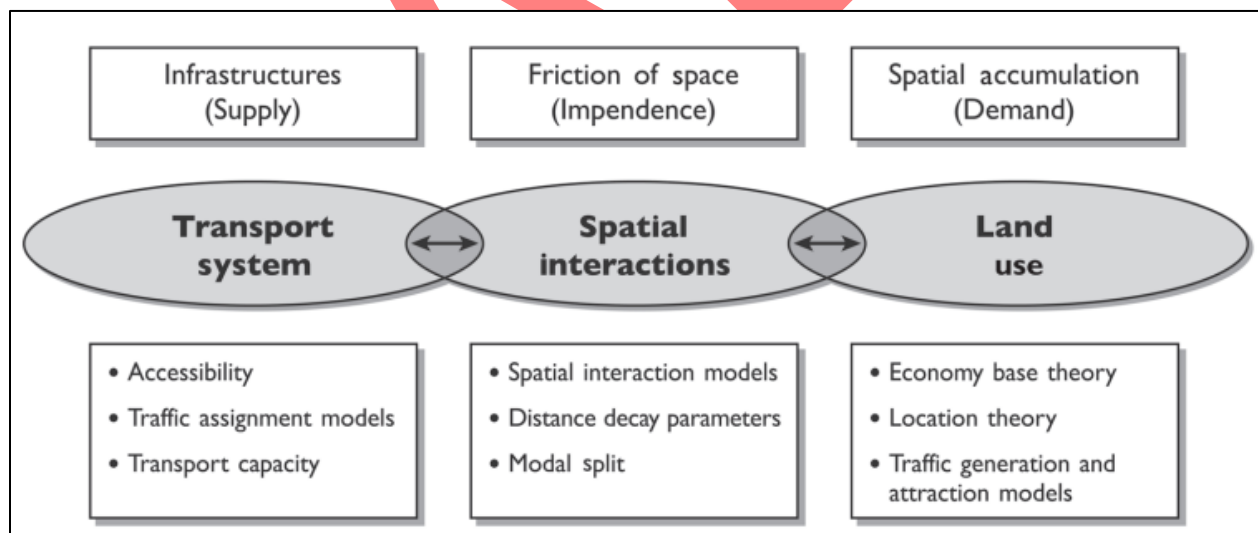 Infrastructures
(Supply)
Friction of space
(Impendence)
Spatial accumulation
(Demand)
Transport
system
Spatial
interactions
Land
use
• Accessibility
• Traffic assignment models
• Transport capacity
• Spatial interaction models
• Distance decay parameters
• Modal split
• Economy base theory
• Location theory
• Traffic generation and
attraction models